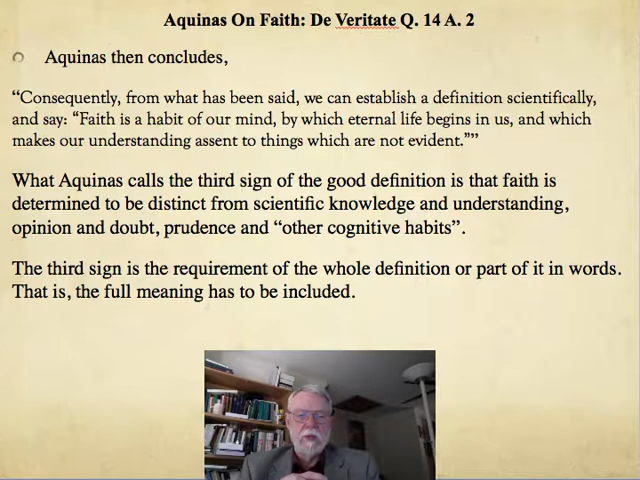 Aquinas On Faith: De Veritate Q. 14 A. 2
Aquinas then concludes,
“Consequently, from what has been said, we can establish a definition scientifically,
and say: “Faith is a habit of our mind, by which eternal life begins in us, and which
makes our understanding assent to things which are not evident.””
What Aquinas calls the third sign of the good definition is that faith is
determined to be distinct from scientific knowledge and understanding,
opinion and doubt, prudence and “other cognitive habits”.
The third sign is the requirement of the whole definition or part of it in words.
That is, the full meaning has to be included.